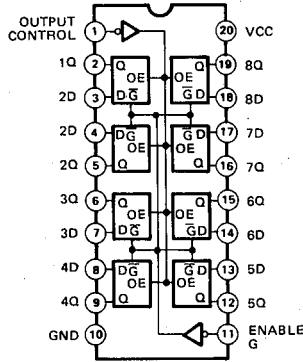 OUTPUT
CONTROL 1 20 VCC
1Q 2 Q OE OE Q 19 8Q
2D 3 D G̅ G̅ D 18 8D
2D 4 D G̅ G̅ D 17 7D
2Q 5 Q OE OE Q 16 7Q
3Q 6 Q OE OE Q 15 6Q
3D 7 D G̅ G̅ D 14 6D
4D 8 D G̅ G̅ D 13 5D
4Q 9 Q OE OE Q 12 5Q
GND 10 11 ENABLE
G